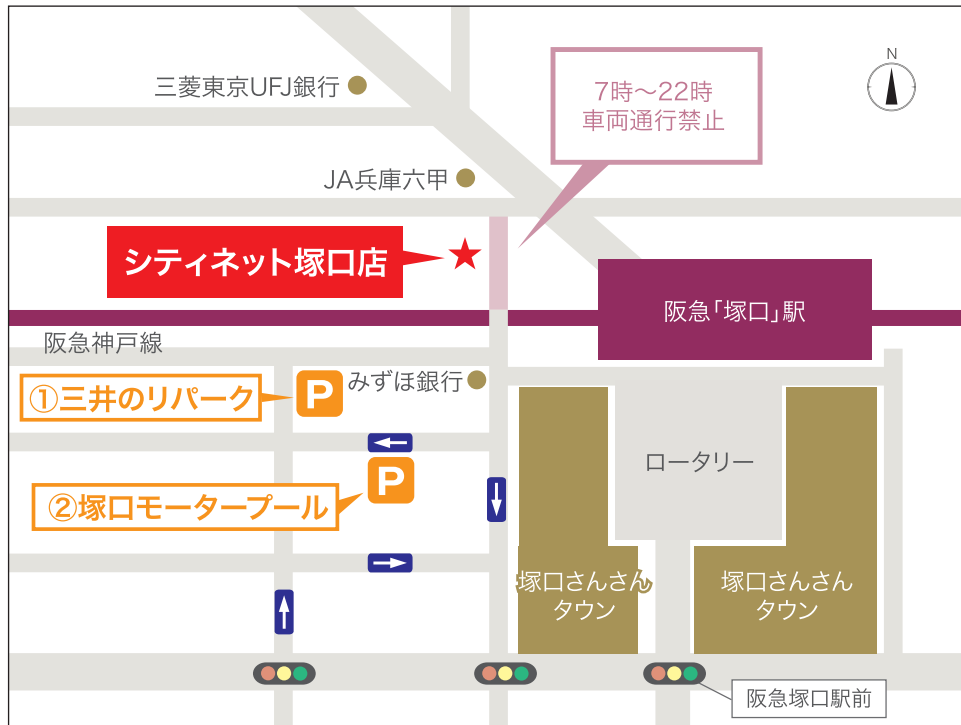 N
三菱東京UFJ銀行
7時～22時
車両通行禁止
JA兵庫六甲
シティネット塚口店
阪急「塚口」駅
阪急神戸線
①三井のリパーク
P
みずほ銀行
ロータリー
P
②塚口モータープール
塚口さんさん
タウン
塚口さんさん
タウン
阪急塚口駅前